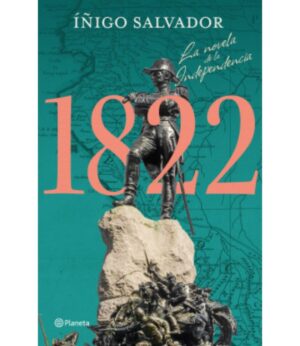 ÍÑIGO SALVADOR
La novela
de la
Independencia
1822
Planeta